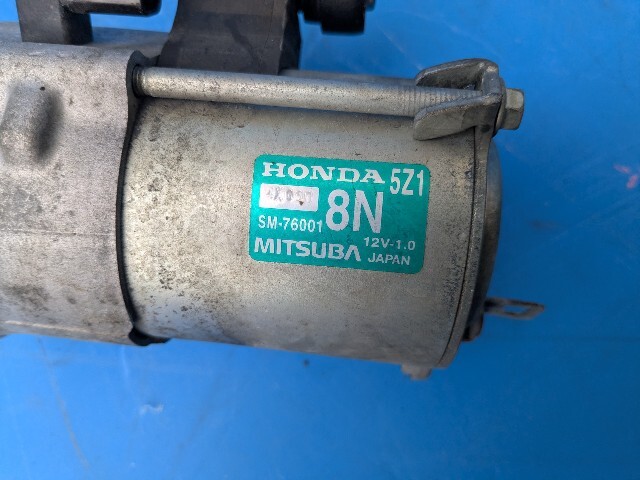 HONDA 5Z1
8N
SM-76001
12V-1.0
MITSUBA JAPAN